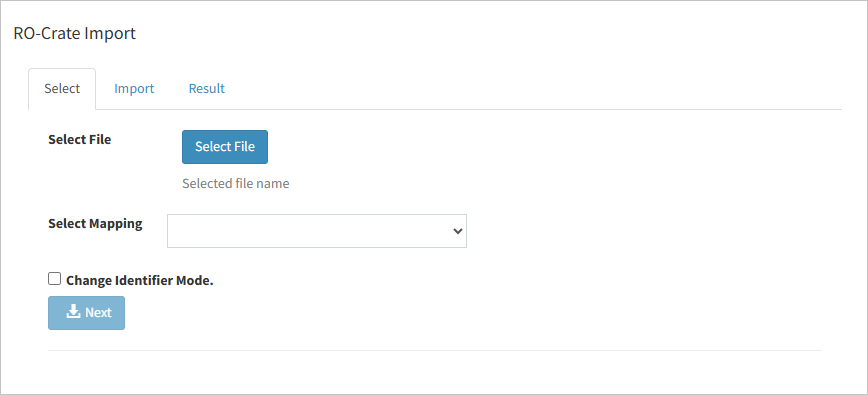 RO-Crate Import
Select Import Result
Select File Select File
Selected file name
Select Mapping
Change Identifier Mode.
Next